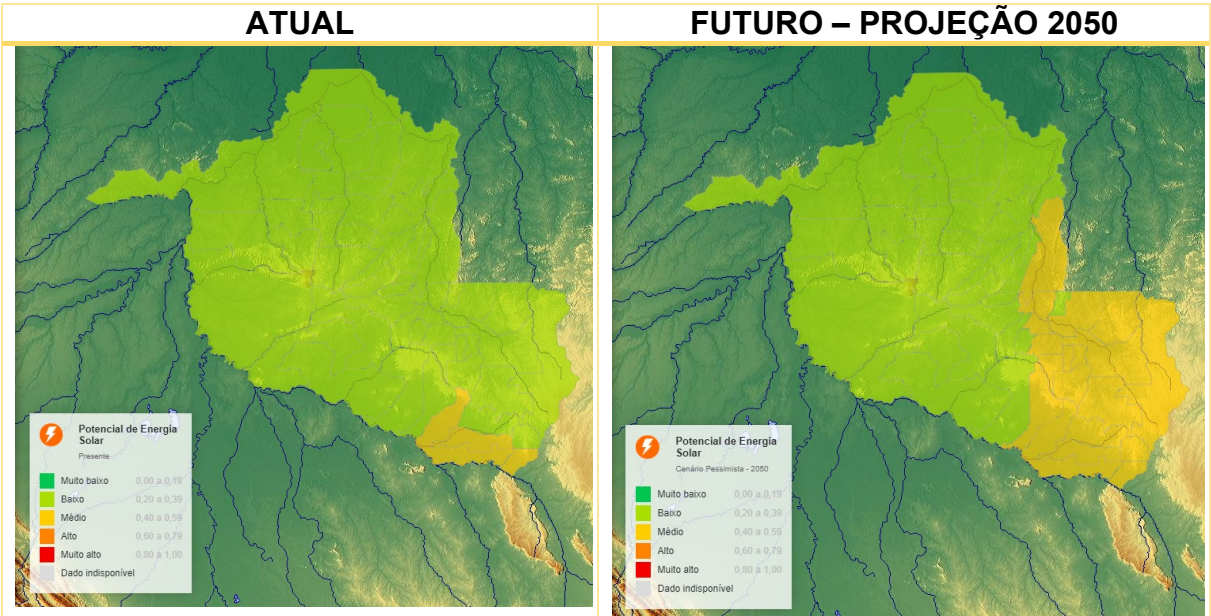 ATUAL
FUTURO – PROJEÇÃO 2050
Potencial de Energia
Solar
Presente
Muito baixo 0,00 a 0,19
Baixo 0,20 a 0,39
Médio 0,40 a 0,59
Alto 0,60 a 0,79
Muito alto 0,80 a 1,00
Dado indisponível
Potencial de Energia
Solar
Cenário Pessimista - 2050
Muito baixo 0,00 a 0,19
Baixo 0,20 a 0,39
Médio 0,40 a 0,59
Alto 0,60 a 0,79
Muito alto 0,80 a 1,00
Dado indisponível